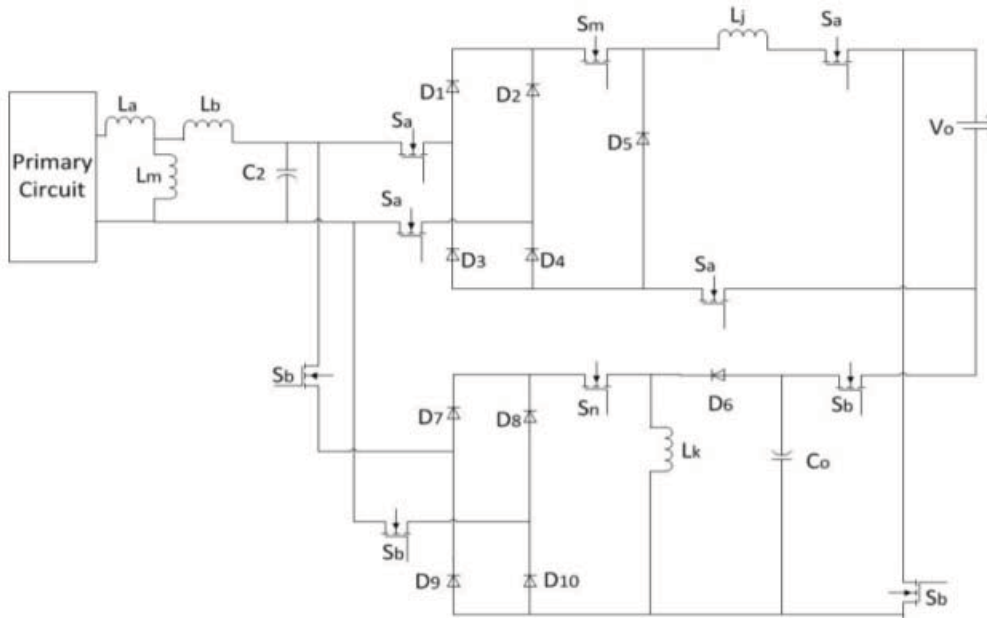 Sm
Lj
Sa
D1
D2
La
Lb
Sa
D5
Vo
Primary
Circuit
Lm
C2
Sa
D3
D4
Sa
Sb
D7
D8
Sn
D6
Sb
Lk
Co
Sb
D9
D10
Sb